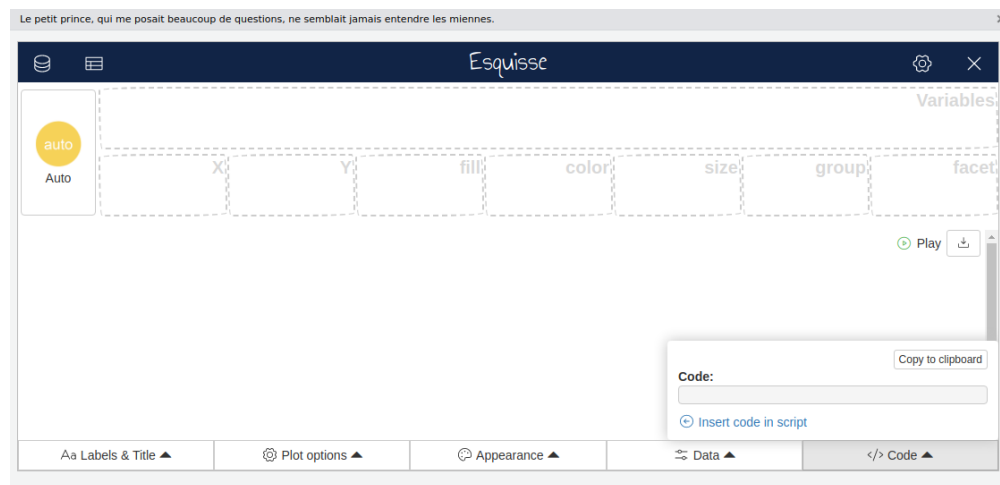 Le petit prince, qui me posait beaucoup de questions, ne semblait jamais entendre les miennes.
Esquisse
Variables
auto
Auto
X Y fill color size group facet
Play
Copy to clipboard
Code:
Insert code in script
Aa Labels & Title Plot options Appearance Data </> Code